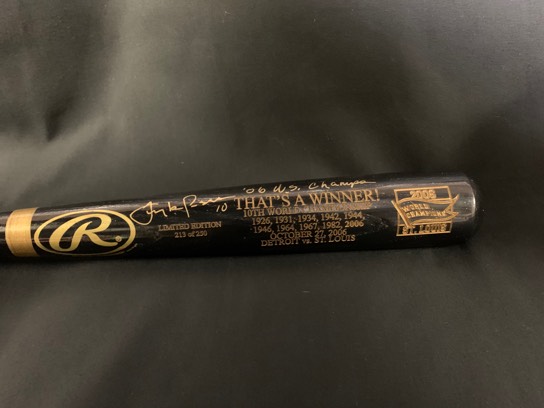 '06 W.S. Champs
10
THAT'S A WINNER!
10TH WORLD
1926, 1931, 1934, 1942, 1944,
1946, 1964, 1967, 1982, 2006
OCTOBER 27, 2006
DETROIT vs. ST. LOUIS
LIMITED EDITION
213 of 250
R
2006
WORLD
CHAMPIONS
ST. LOUIS